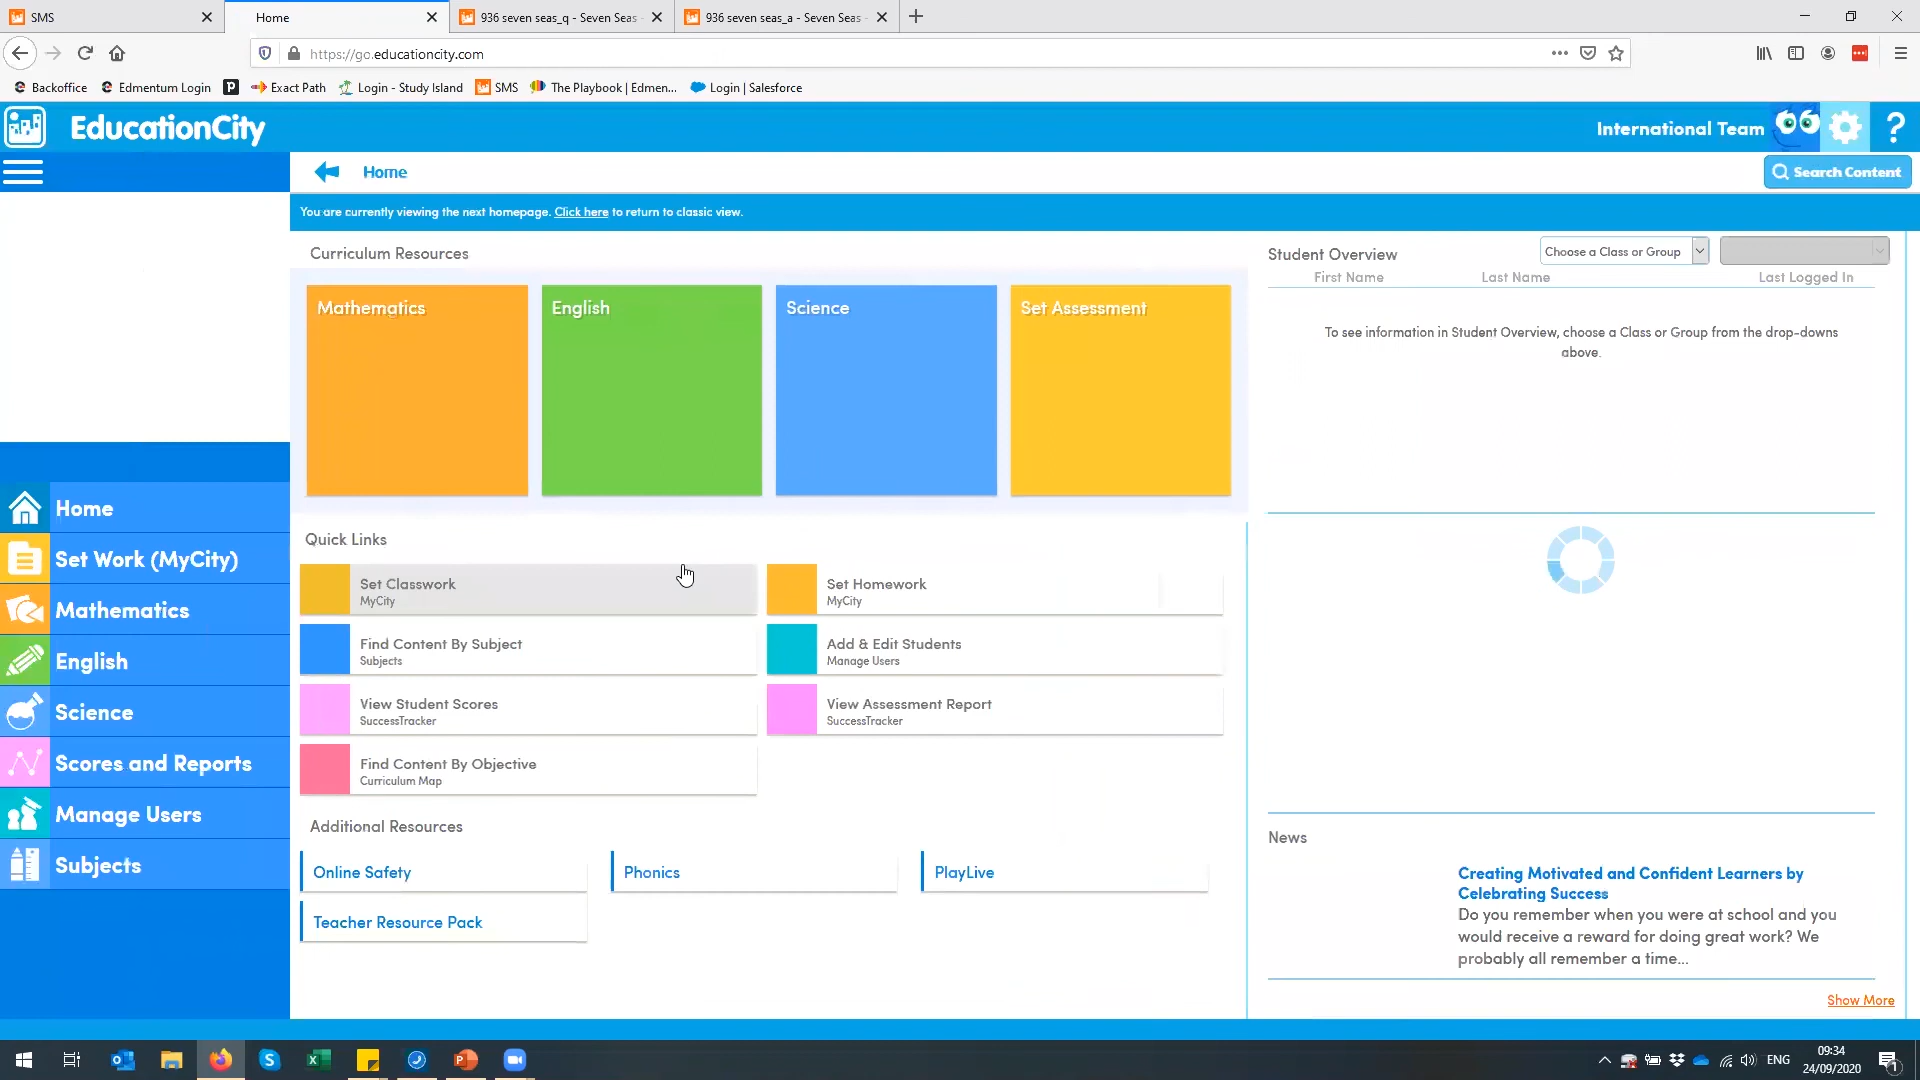 SMS
Home
936 seven seas_q - Seven Seas -
936 seven seas_a - Seven Seas -
https://go.educationcity.com
Backoffice
Edmentum Login
Exact Path
Login - Study Island
SMS
The Playbook | Edmen...
Login | Salesforce
EducationCity
International Team
?
Home
Search Content
You are currently viewing the next homepage. Click here to return to classic view.
Curriculum Resources
Mathematics
English
Science
Set Assessment
Student Overview
Choose a Class or Group
First Name
Last Name
Last Logged In
To see information in Student Overview, choose a Class or Group from the drop-downs
above.
Home
Set Work (MyCity)
Mathematics
English
Science
Scores and Reports
Manage Users
Subjects
Quick Links
Set Classwork
MyCity
Set Homework
MyCity
Find Content By Subject
Subjects
Add & Edit Students
Manage Users
View Student Scores
SuccessTracker
View Assessment Report
SuccessTracker
Find Content By Objective
Curriculum Map
Additional Resources
Online Safety
Phonics
PlayLive
Teacher Resource Pack
News
Creating Motivated and Confident Learners by
Celebrating Success
Do you remember when you were at school and you
would receive a reward for doing great work? We
probably all remember a time...
Show More
ENG
09:34
24/09/2020
1